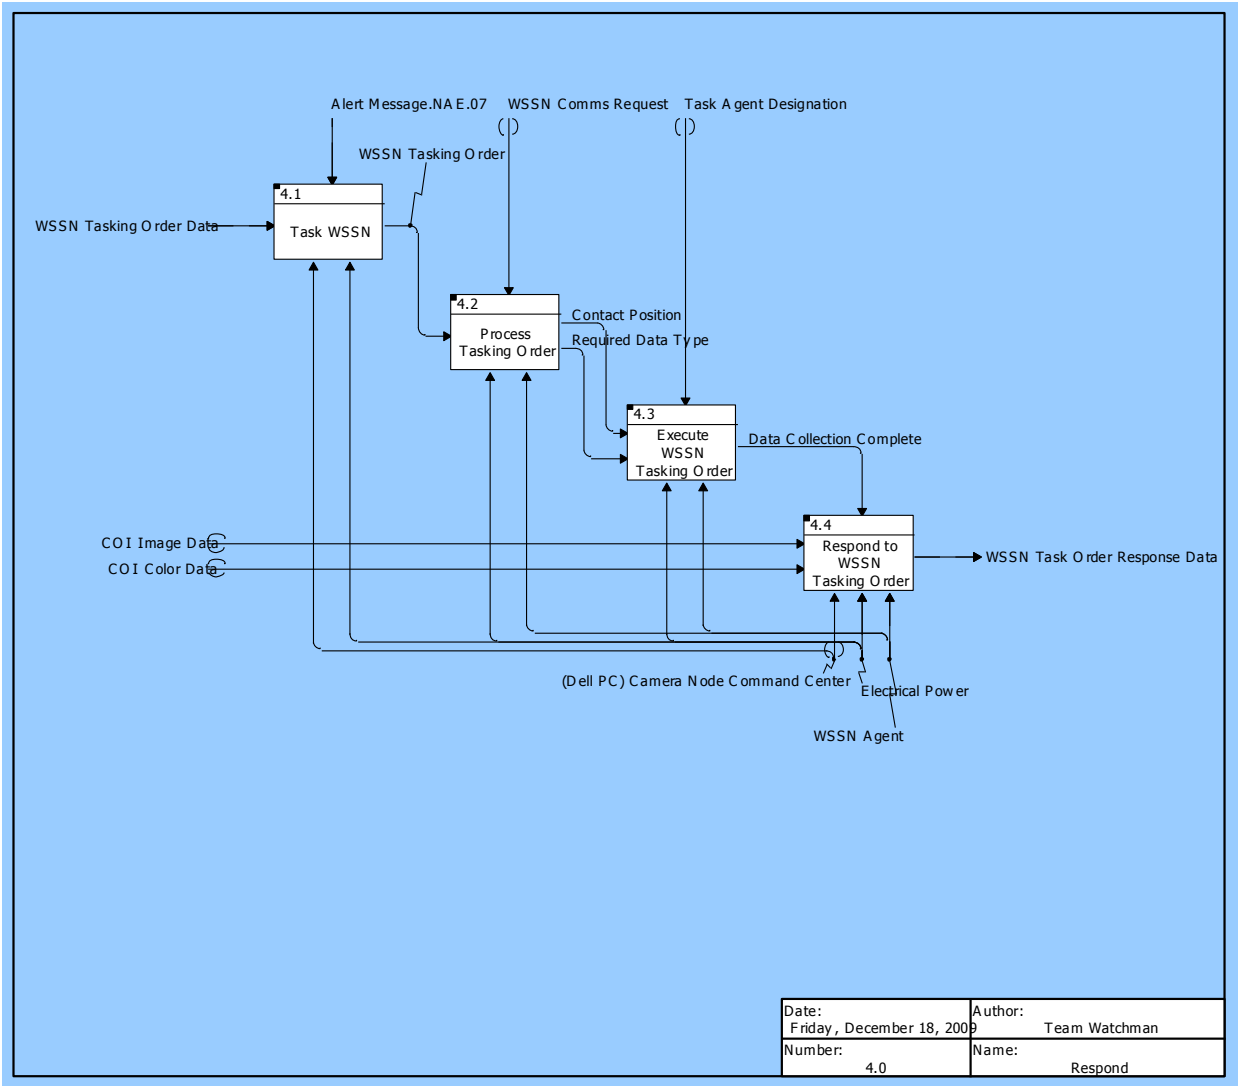 Alert Message.NAE.07
WSSN Comms Request
Task Agent Designation
WSSN Tasking Order
4.1
Task WSSN
WSSN Tasking Order Data
4.2
Process
Tasking Order
Contact Position
Required Data Type
4.3
Execute
WSSN
Tasking Order
Data Collection Complete
4.4
Respond to
WSSN
Tasking Order
COI Image Data
COI Color Data
WSSN Task Order Response Data
(Dell PC) Camera Node Command Center
Electrical Power
WSSN Agent
Date:
Friday, December 18, 2009
Author:
Team Watchman
Number:
4.0
Name:
Respond